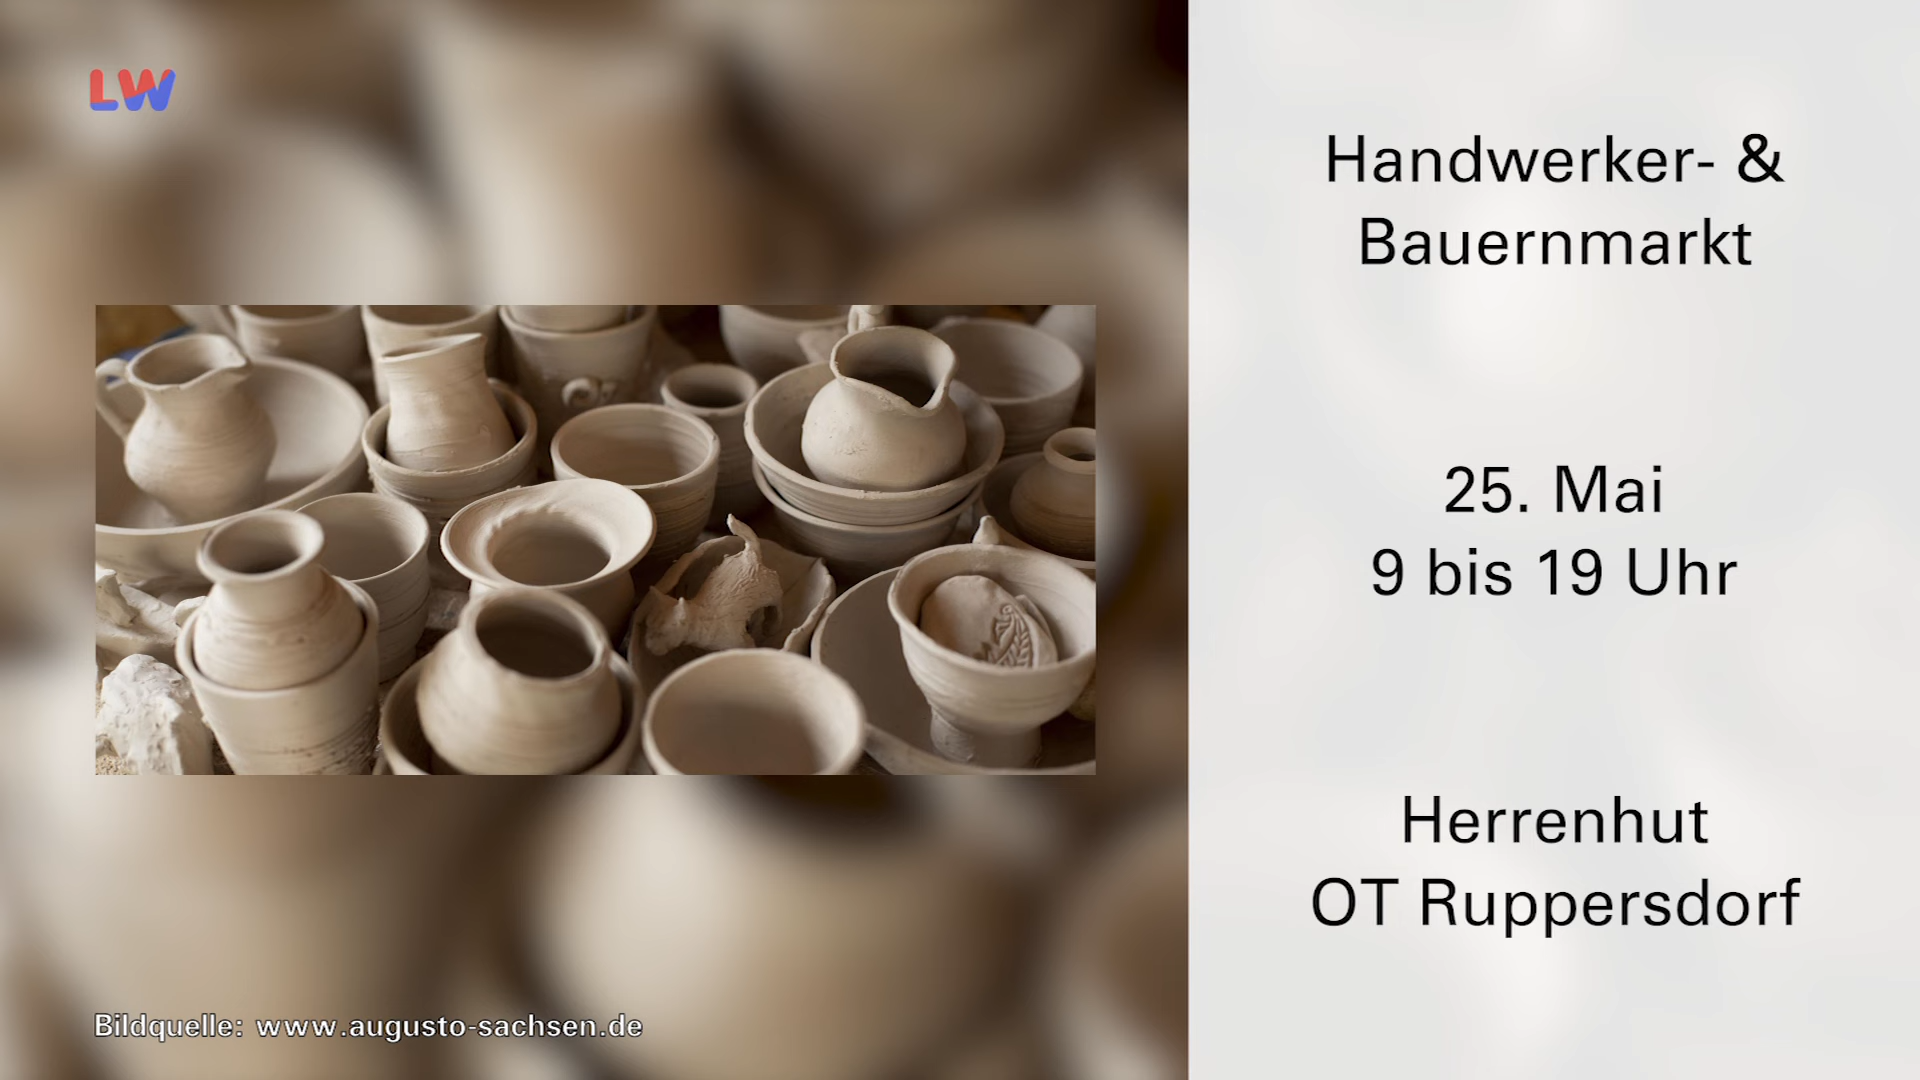 LW
Handwerker- &
Bauernmarkt
25. Mai
9 bis 19 Uhr
Herrenhut
OT Ruppersdorf
Bildquelle: www.augusto-sachsen.de